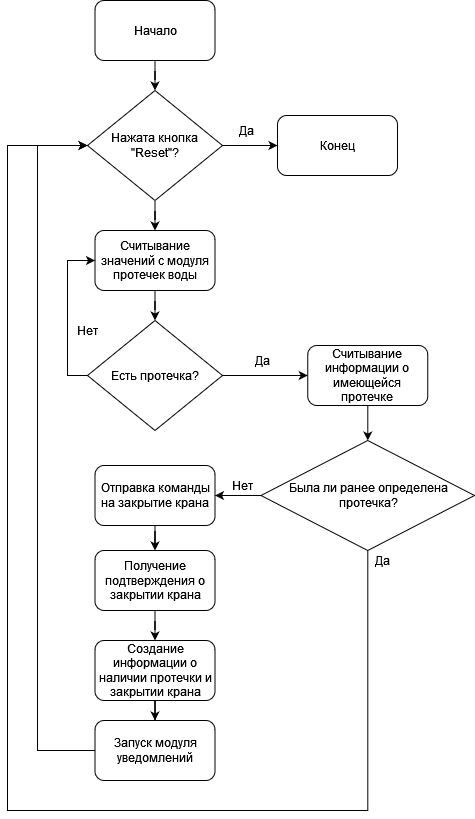 Начало
Нажата кнопка
"Reset"?
Да
Конец
Считывание
значений с модуля
протечек воды
Нет
Есть протечка?
Да
Считывание
информации о
имеющейся
протечке
Была ли ранее определена
протечка?
Нет
Да
Отправка команды
на закрытие крана
Получение
подтверждения о
закрытии крана
Создание
информации о
наличии протечки и
закрытии крана
Запуск модуля
уведомлений